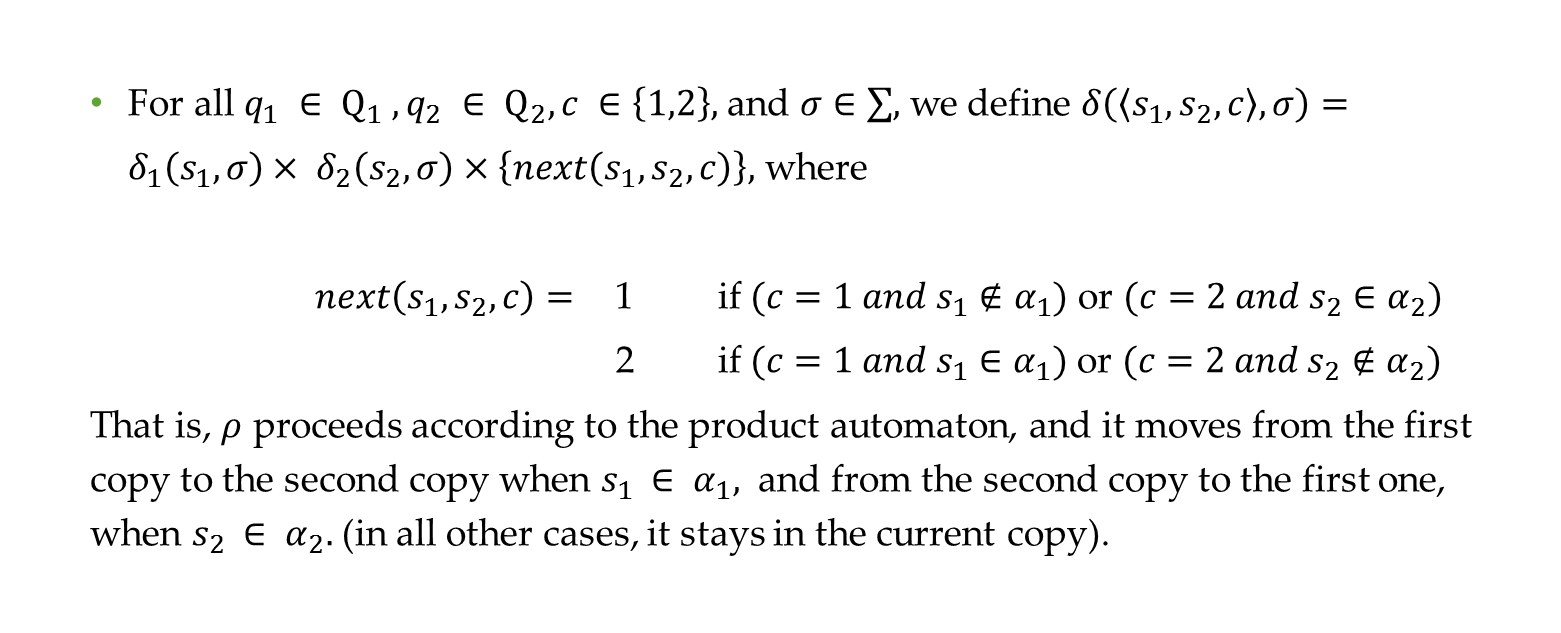 • For all q₁ ∈ Q₁ , q₂ ∈ Q₂, c ∈ {1,2}, and σ ∈ ∑, we define δ(⟨s₁, s₂, c⟩, σ) =
δ₁(s₁, σ) × δ₂(s₂, σ) × {next(s₁, s₂, c)}, where
next(s₁, s₂, c) = 1 if (c = 1 and s₁ ∉ α₁) or (c = 2 and s₂ ∈ α₂)
2 if (c = 1 and s₁ ∈ α₁) or (c = 2 and s₂ ∉ α₂)
That is, ρ proceeds according to the product automaton, and it moves from the first
copy to the second copy when s₁ ∈ α₁, and from the second copy to the first one,
when s₂ ∈ α₂. (in all other cases, it stays in the current copy).